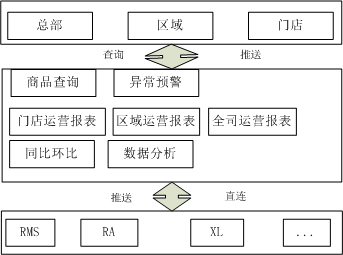 总部 区域 门店
查询 推送
商品查询 异常预警
门店运营报表 区域运营报表 全司运营报表
同比环比 数据分析
推送 直连
RMS RA XL ...